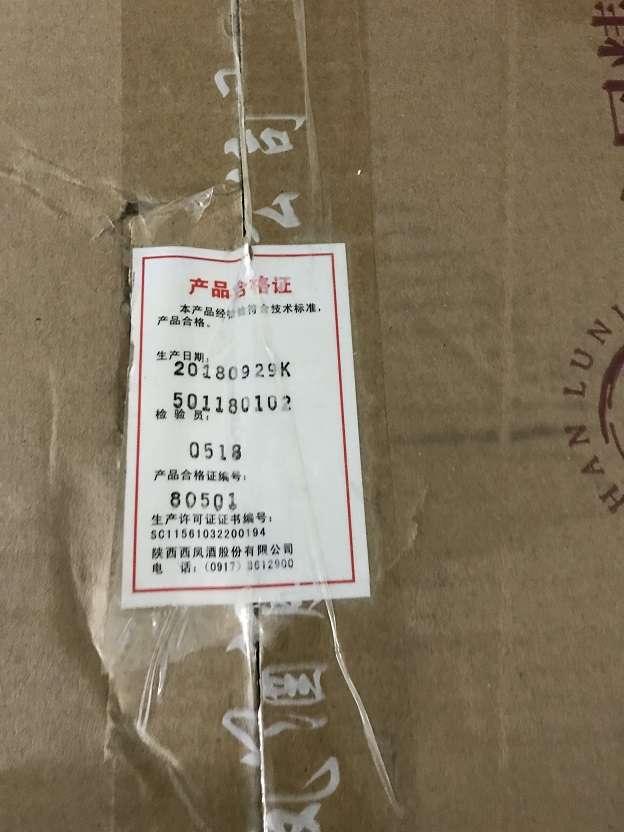 产品合格证
本产品经检验符合技术标准，
产品合格。
生产日期：
20180929K
501180102
检验员：
0518
产品合格证编号：
80501
生产许可证证书编号：
SC11561032200194
陕西西凤酒股份有限公司
电 话：（0917）8612900
HAN LUN